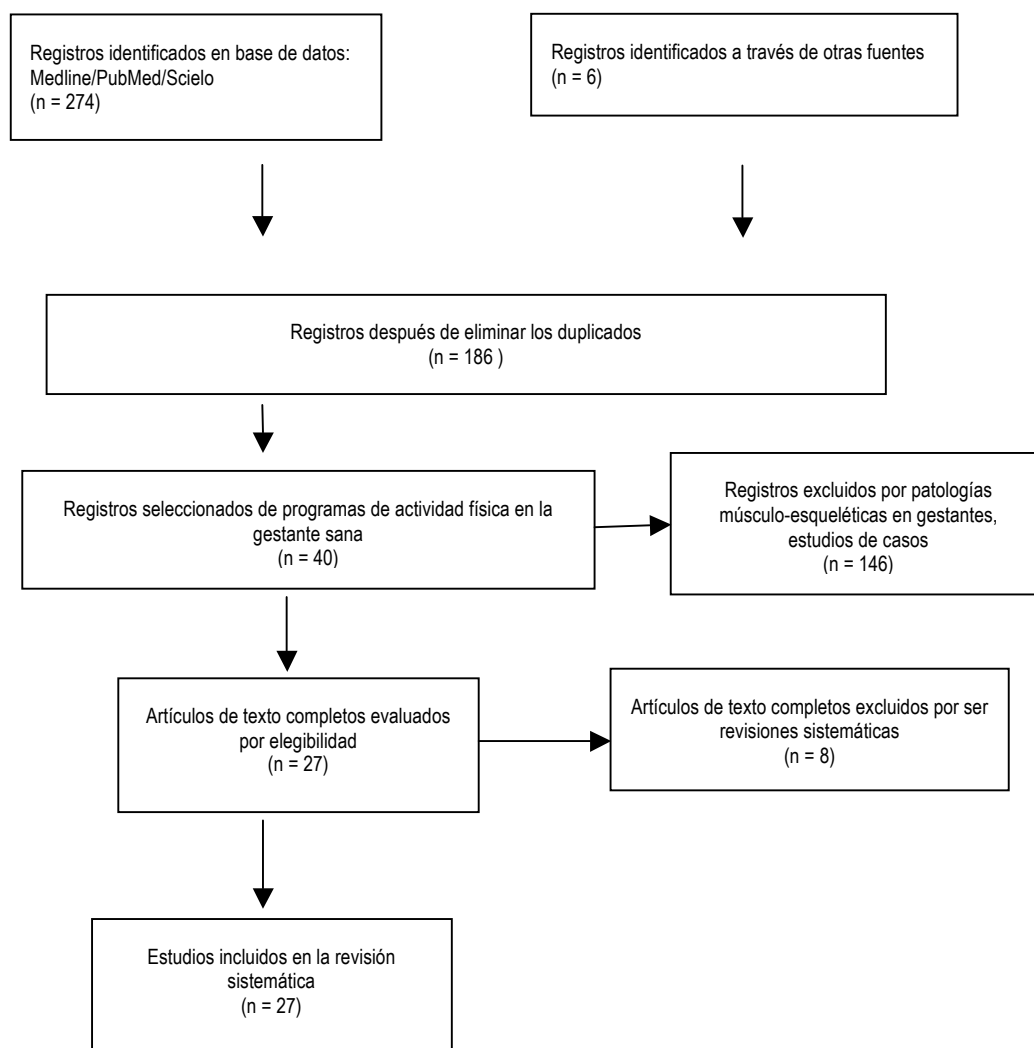 Registros identificados en base de datos:
Medline/PubMed/Scielo
(n = 274)
Registros identificados a través de otras fuentes
(n = 6)
Registros después de eliminar los duplicados
(n = 186 )
Registros seleccionados de programas de actividad física en la
gestante sana
(n = 40)
Registros excluidos por patologías
músculo-esqueléticas en gestantes,
estudios de casos
(n = 146)
Artículos de texto completos evaluados
por elegibilidad
(n = 27)
Artículos de texto completos excluidos por ser
revisiones sistemáticas
(n = 8)
Estudios incluidos en la revisión
sistemática
(n = 27)